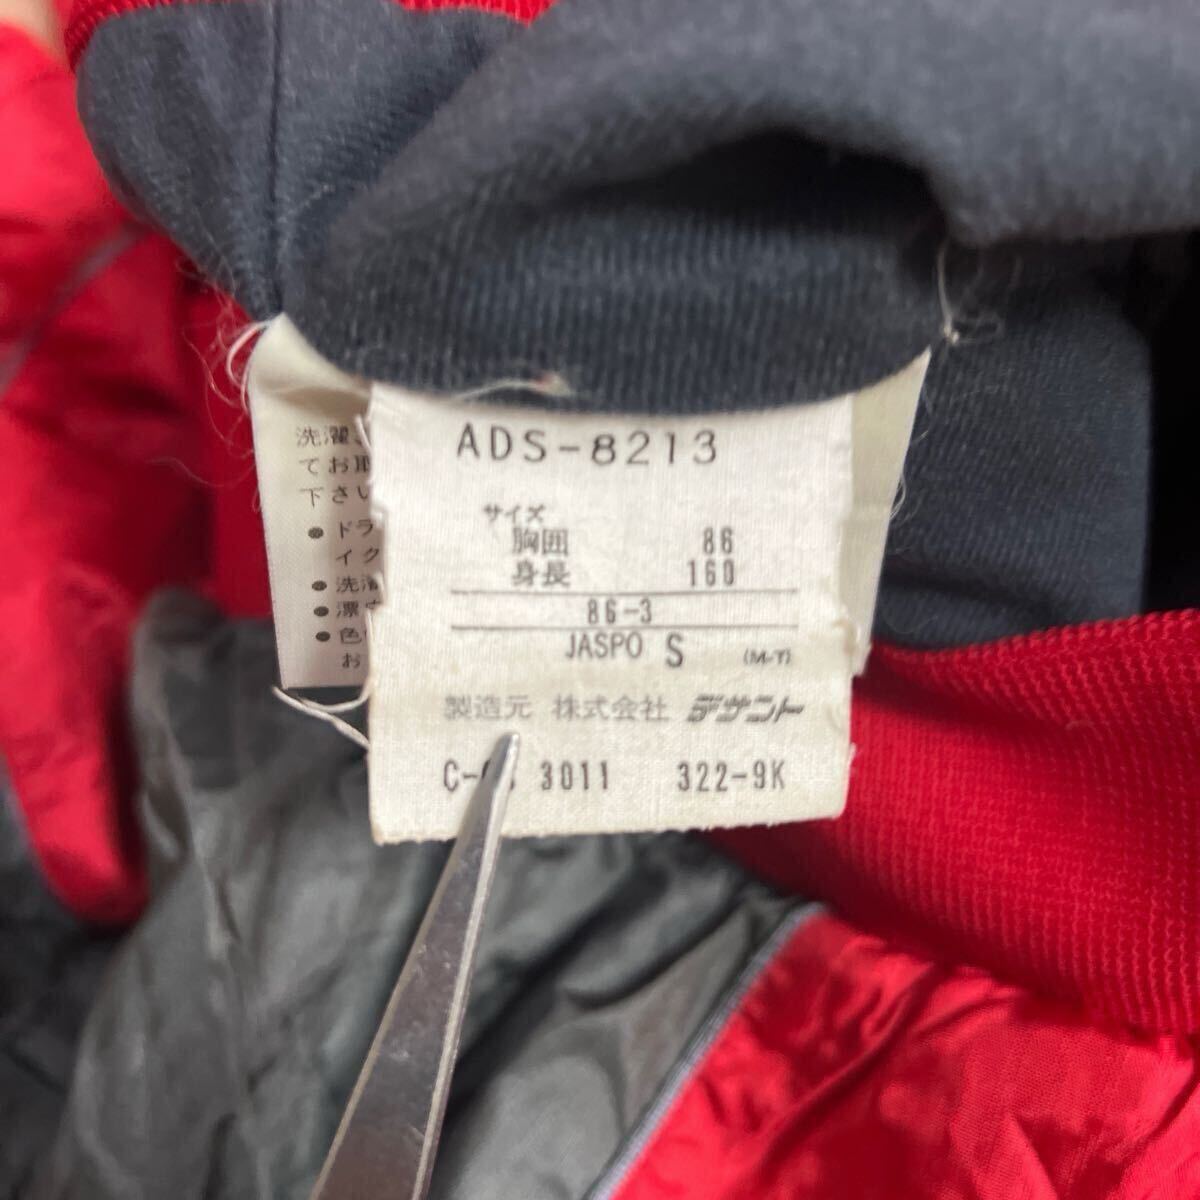 ADS-8213
サイズ
胸囲 86
身長 160
86-3
JASPO S (M-Y)
製造元 株式会社 デサント
3011 322-9K
洗濯
てお取
下さい
● ドラ
イク
● 洗濯
● 漂
● 色
お